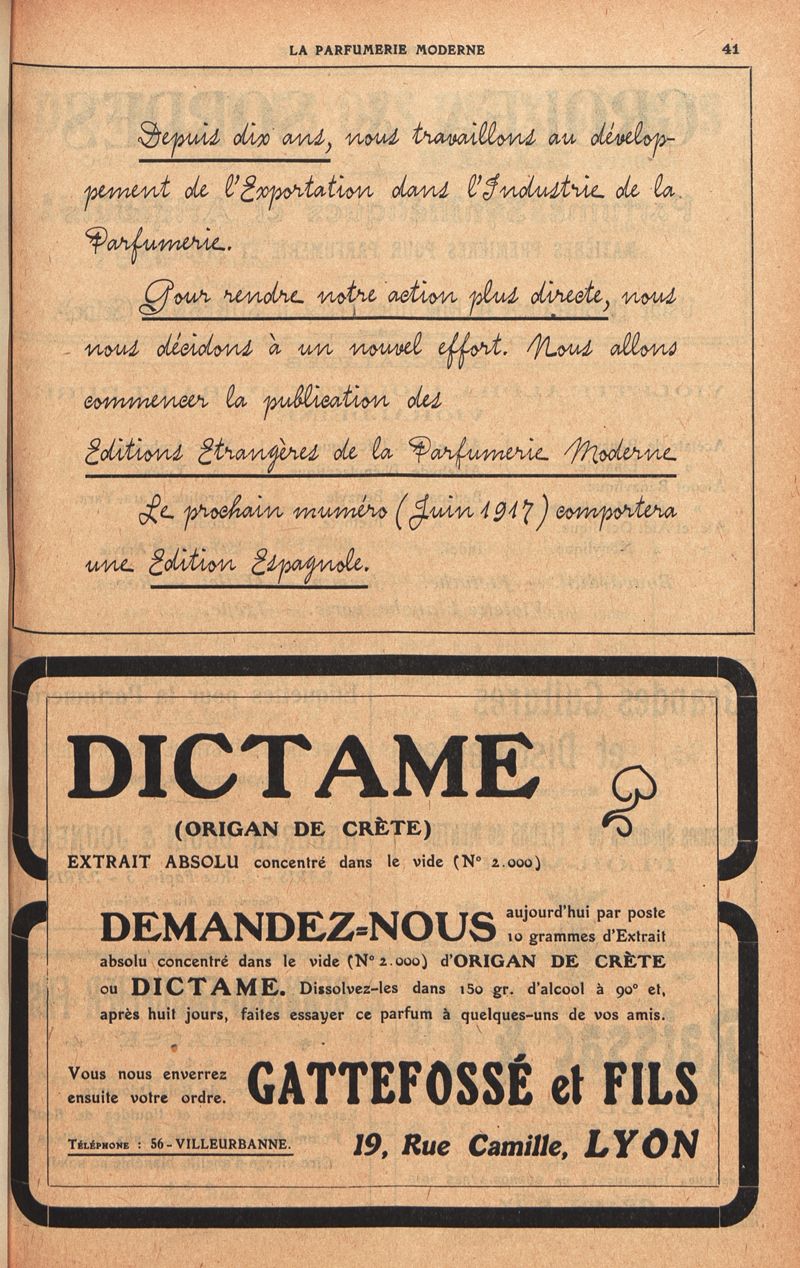 LA PARFUMERIE MODERNE 41
Depuis dix ans, nous travaillons au dévelop-
pement de l'Exportation dans l'Industrie de la
Parfumerie.
Pour rendre notre action plus directe, nous
nous décidons à un nouvel effort. Nous allons
commencer la publication des
Editions Etrangères de la Parfumerie Moderne
Le prochain numéro (Juin 1917) comportera
une Edition Espagnole.
DICTAME
(ORIGAN DE CRÈTE)
EXTRAIT ABSOLU concentré dans le vide (N° 2.000)
DEMANDEZ-NOUS aujourd'hui par poste
10 grammes d'Extrait
absolu concentré dans le vide (N° 2.000) d'ORIGAN DE CRÈTE
ou DICTAME. Dissolvez-les dans 150 gr. d'alcool à 90° et,
après huit jours, faites essayer ce parfum à quelques-uns de vos amis.
Vous nous enverrez
ensuite votre ordre.
GATTEFOSSÉ et FILS
TÉLÉPHONE : 56-VILLEURBANNE.
19, Rue Camille, LYON